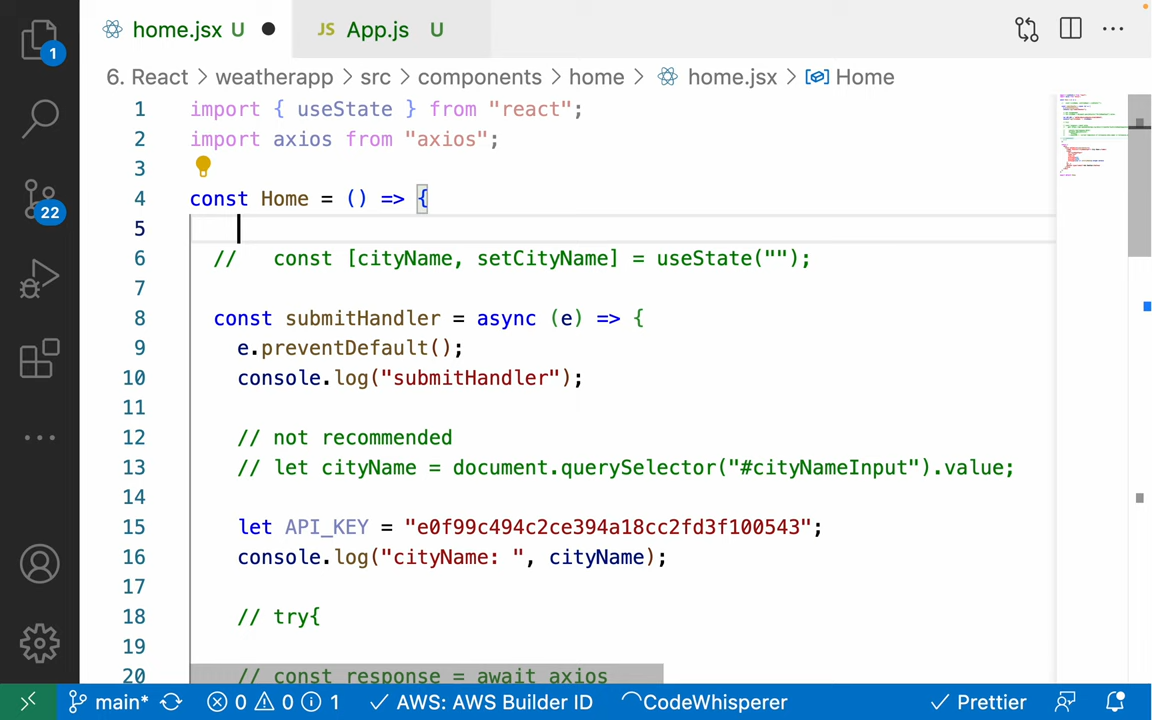 home.jsx U
JS App.js U
6. React > weatherapp > src > components > home > home.jsx > Home
1 import { useState } from "react";
2 import axios from "axios";
3
4 const Home = () => {
5
6 // const [cityName, setCityName] = useState("");
7
8 const submitHandler = async (e) => {
9 e.preventDefault();
10 console.log("submitHandler");
11
12 // not recommended
13 // let cityName = document.querySelector("#cityNameInput").value;
14
15 let API_KEY = "e0f99c494c2ce394a18cc2fd3f100543";
16 console.log("cityName: ", cityName);
17
18 // try{
19
20 // const response = await axios
1
22
main* 0 0 1 AWS: AWS Builder ID CodeWhisperer Prettier